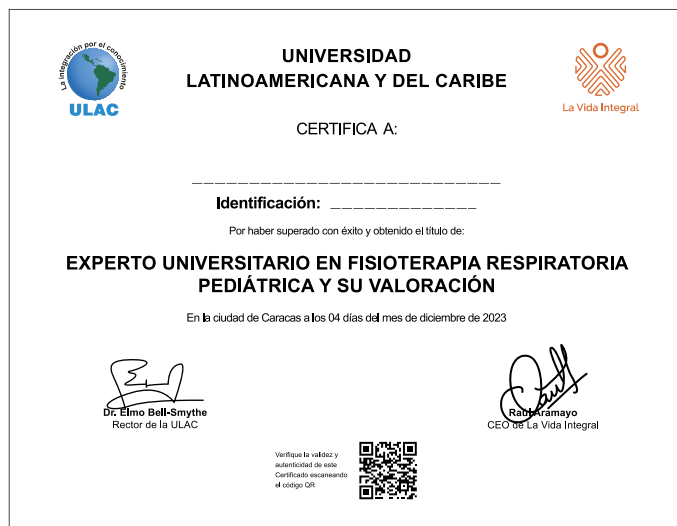 La integración por el conocimiento
ULAC
UNIVERSIDAD
LATINOAMERICANA Y DEL CARIBE
La Vida Integral
CERTIFICA A:
____________________________
Identificación: _____________
Por haber superado con éxito y obtenido el título de:
EXPERTO UNIVERSITARIO EN FISIOTERAPIA RESPIRATORIA
PEDIÁTRICA Y SU VALORACIÓN
En la ciudad de Caracas a los 04 días del mes de diciembre de 2023
Dr. Elmo Bell-Smythe
Rector de la ULAC
Raúl Aramayo
CEO de La Vida Integral
Verifique la validez y
autenticidad de este
Certificado escaneando
el código QR